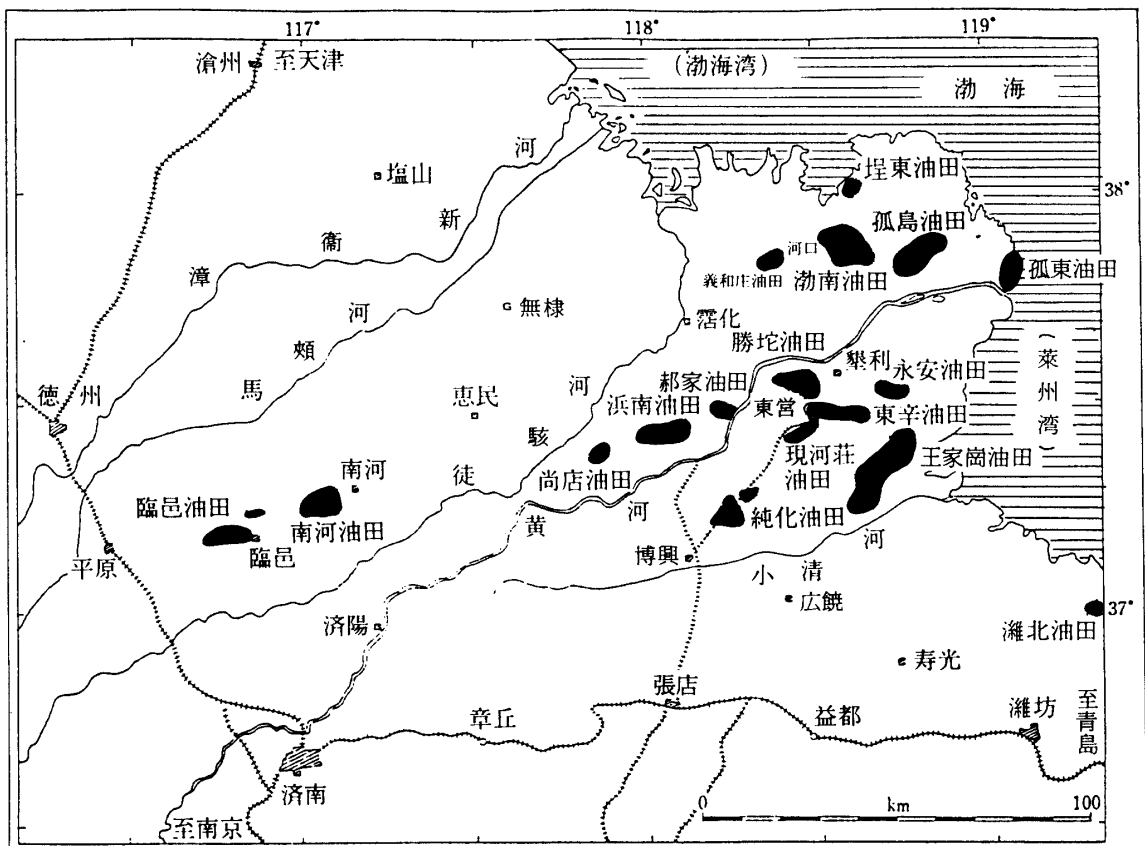 117°
118°
119°
滄州
至天津
(渤海湾)
渤海
塩山
河
新
衞
漳
埕東油田
38°
孤島油田
河口
義和庄油田
渤南油田
孤東油田
無棣
霑化
河
頰
馬
勝坨油田
墾利
永安油田
(萊州湾)
徳州
恵民
郝家油田
浜南油田
河
駭
徒
東営
東辛油田
尚店油田
現河荘
油田
王家崗油田
南河
臨邑油田
南河油田
臨邑
黄
河
純化油田
平原
博興
小清
河
広饒
37°
済陽
濰北油田
寿光
張店
章丘
益都
濰坊
至青島
済南
至南京
0
km
100